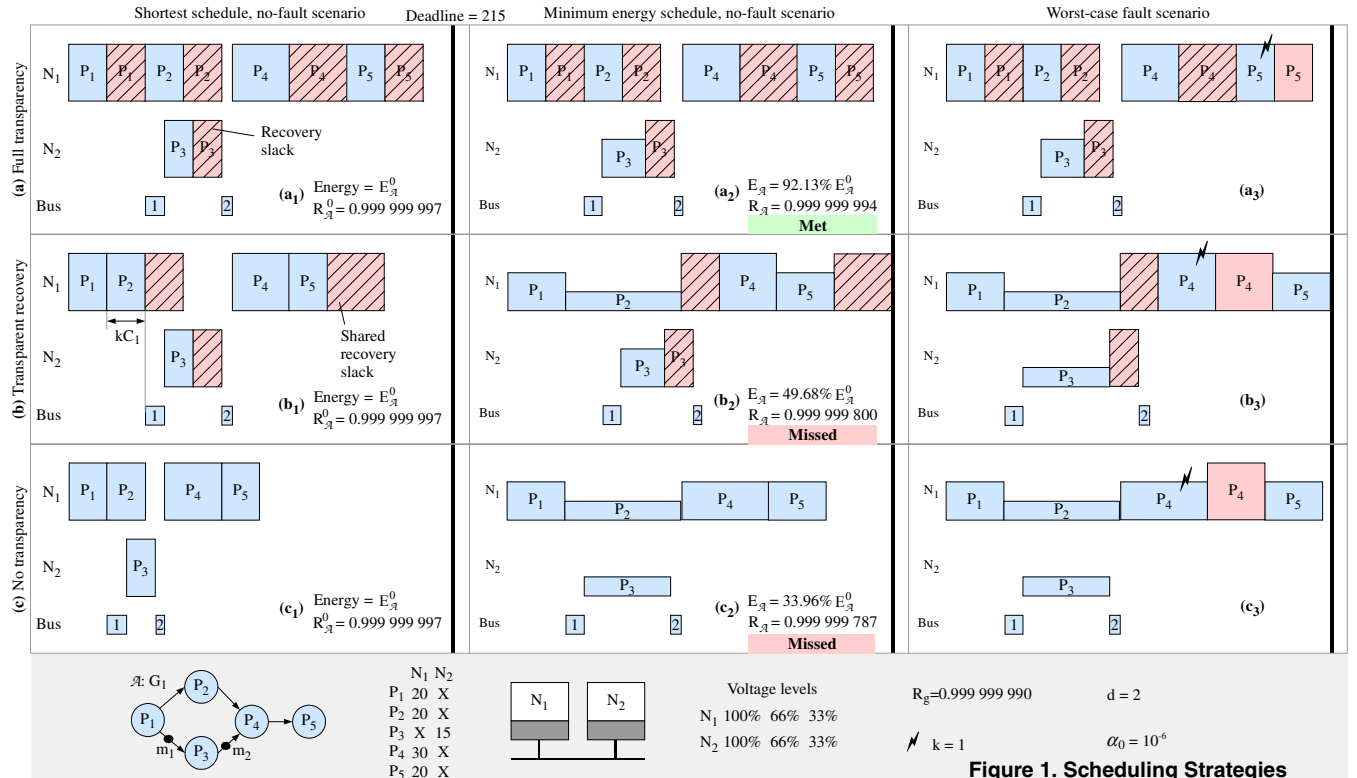 Shortest schedule, no-fault scenario
Deadline = 215
Minimum energy schedule, no-fault scenario
Worst-case fault scenario
(a) Full transparency
N1
P1 P1 P2 P2 P4 P4 P5 P5
N2
P3 P3
Recovery
slack
Bus
1 2
(a1)
Energy = E⁰𝒜
R⁰𝒜 = 0.999 999 997
N1
P1 P1 P2 P2 P4 P4 P5 P5
N2
P3 P3
Bus
1 2
(a2)
E𝒜 = 92.13% E⁰𝒜
R𝒜 = 0.999 999 994
Met
N1
P1 P1 P2 P2 P4 P4 P5 P5
N2
P3 P3
Bus
1 2
(a3)
(b) Transparent recovery
N1
P1 P2 P4 P5
kC1
N2
P3
Shared
recovery
slack
Bus
1 2
(b1)
Energy = E⁰𝒜
R⁰𝒜 = 0.999 999 997
N1
P1 P2 P4 P5
N2
P3 P3
Bus
1 2
(b2)
E𝒜 = 49.68% E⁰𝒜
R𝒜 = 0.999 999 800
Missed
N1
P1 P2 P4 P4 P5
N2
P3
Bus
1 2
(b3)
(c) No transparency
N1
P1 P2 P4 P5
N2
P3
Bus
1 2
(c1)
Energy = E⁰𝒜
R⁰𝒜 = 0.999 999 997
N1
P1 P2 P4 P5
N2
P3
Bus
1 2
(c2)
E𝒜 = 33.96% E⁰𝒜
R𝒜 = 0.999 999 787
Missed
N1
P1 P2 P4 P4 P5
N2
P3
Bus
1 2
(c3)
𝒜: G1
P1 P2 P3 P4 P5
m1 m2
N1 N2
P1 20 X
P2 20 X
P3 X 15
P4 30 X
P5 20 X
N1 N2
Voltage levels
N1 100% 66% 33%
N2 100% 66% 33%
Rg=0.999 999 990
d = 2
k = 1
α0 = 10⁻⁶
Figure 1. Scheduling Strategies